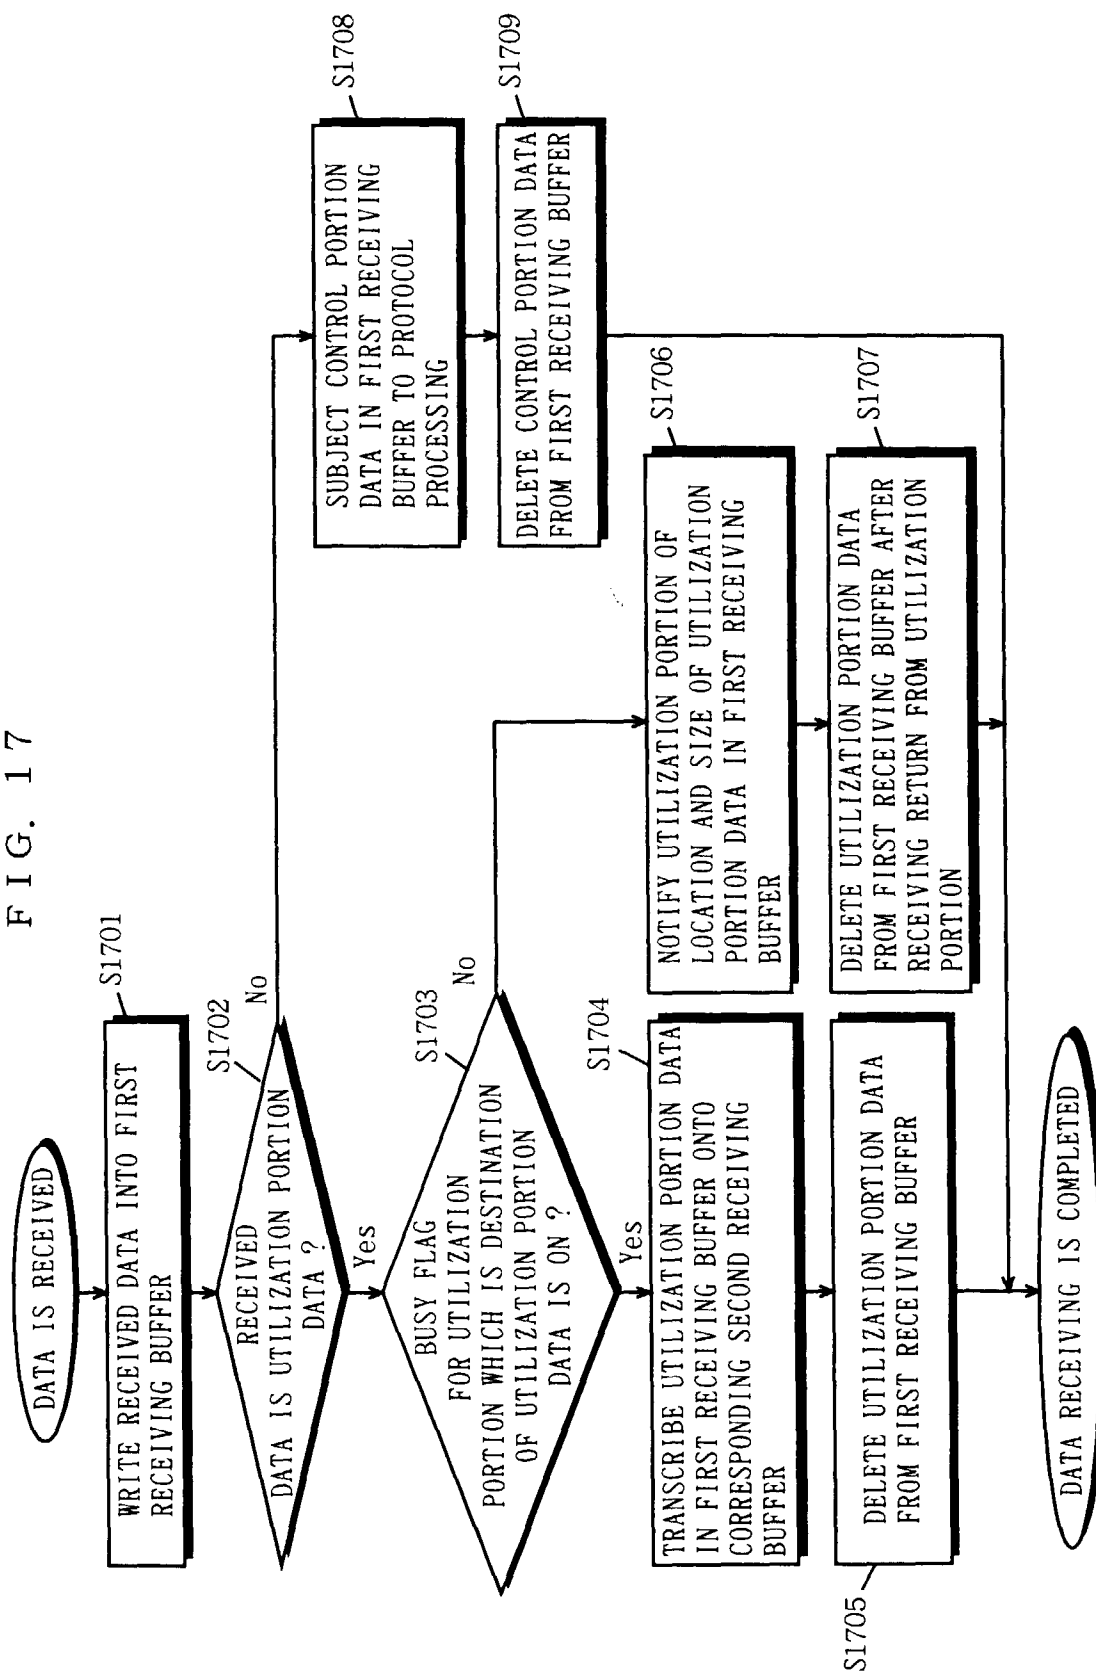 FIG. 17
DATA IS RECEIVED
S1701
WRITE RECEIVED DATA INTO FIRST
RECEIVING BUFFER
S1702
RECEIVED
DATA IS UTILIZATION PORTION
DATA ?
No
Yes
S1703
BUSY FLAG
FOR UTILIZATION
PORTION WHICH IS DESTINATION
OF UTILIZATION PORTION
DATA IS ON ?
No
Yes
S1704
TRANSCRIBE UTILIZATION PORTION DATA
IN FIRST RECEIVING BUFFER ONTO
CORRESPONDING SECOND RECEIVING
BUFFER
S1705
DELETE UTILIZATION PORTION DATA
FROM FIRST RECEIVING BUFFER
S1706
NOTIFY UTILIZATION PORTION OF
LOCATION AND SIZE OF UTILIZATION
PORTION DATA IN FIRST RECEIVING
BUFFER
S1707
DELETE UTILIZATION PORTION DATA
FROM FIRST RECEIVING BUFFER AFTER
RECEIVING RETURN FROM UTILIZATION
PORTION
S1708
SUBJECT CONTROL PORTION
DATA IN FIRST RECEIVING
BUFFER TO PROTOCOL
PROCESSING
S1709
DELETE CONTROL PORTION DATA
FROM FIRST RECEIVING BUFFER
DATA RECEIVING IS COMPLETED